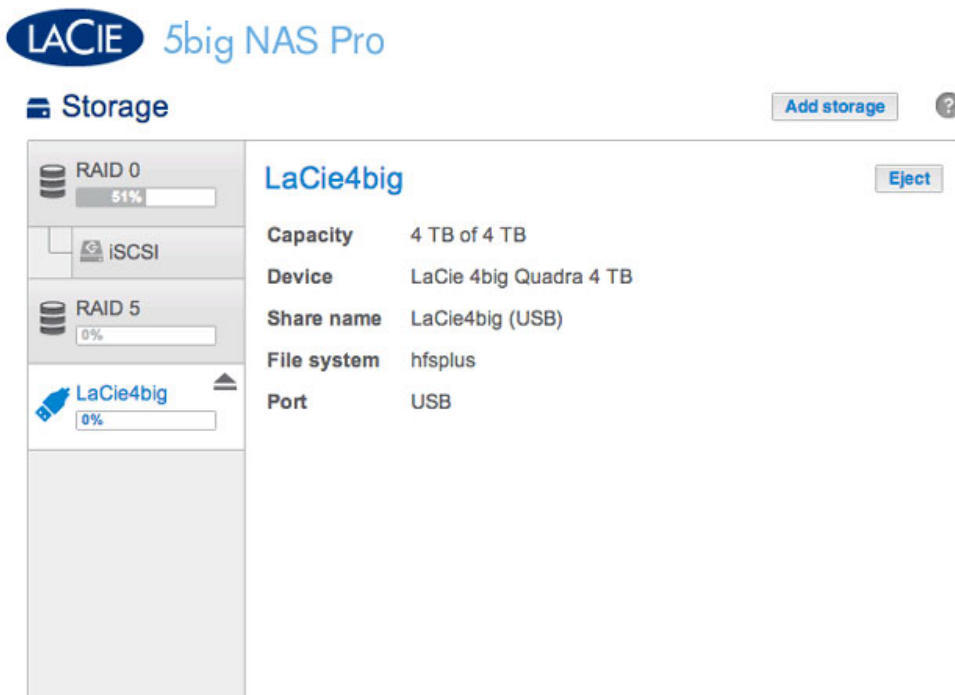 LACIE 5big NAS Pro
Storage
Add storage
?
RAID 0
51%
iSCSI
RAID 5
0%
LaCie4big
0%
LaCie4big
Eject
Capacity 4 TB of 4 TB
Device LaCie 4big Quadra 4 TB
Share name LaCie4big (USB)
File system hfsplus
Port USB